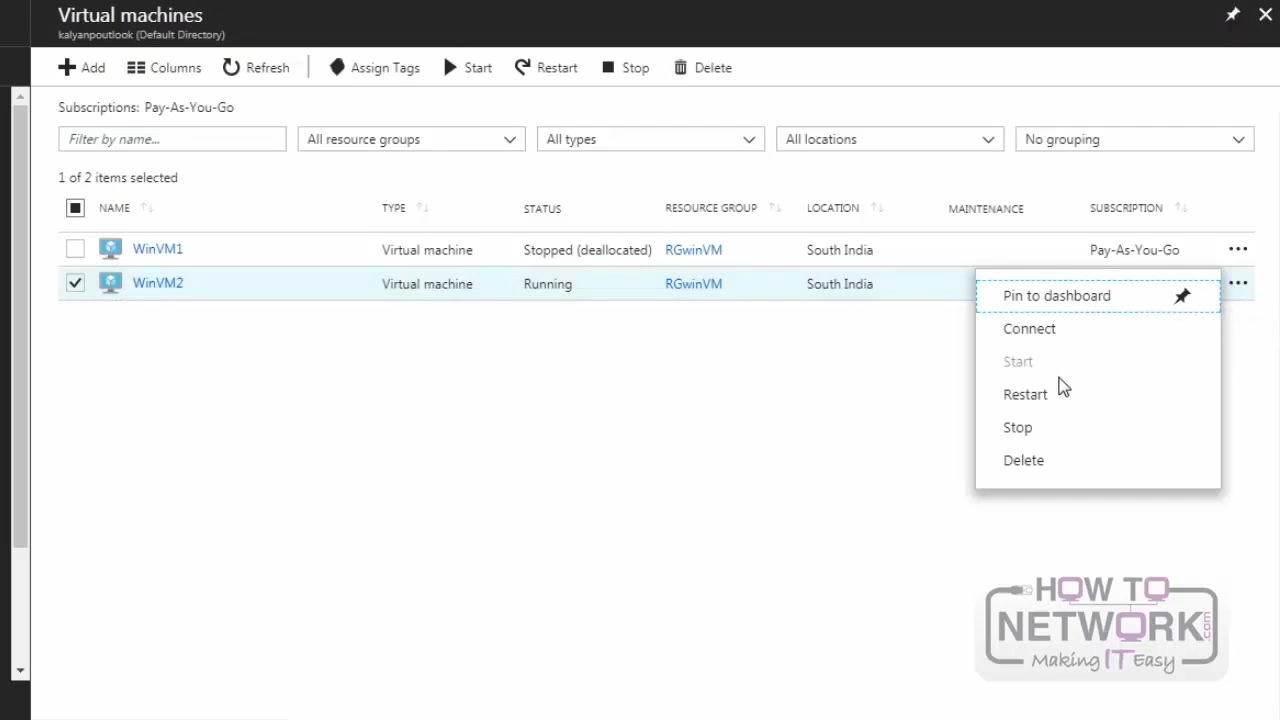 Virtual machines
kalyanpoutlook (Default Directory)
Add Columns Refresh Assign Tags Start Restart Stop Delete
Subscriptions: Pay-As-You-Go
Filter by name... All resource groups All types All locations No grouping
1 of 2 items selected
NAME TYPE STATUS RESOURCE GROUP LOCATION MAINTENANCE SUBSCRIPTION
WinVM1 Virtual machine Stopped (deallocated) RGwinVM South India Pay-As-You-Go
WinVM2 Virtual machine Running RGwinVM South India
Pin to dashboard
Connect
Start
Restart
Stop
Delete
HOW TO
NETWORK.com
Making IT Easy